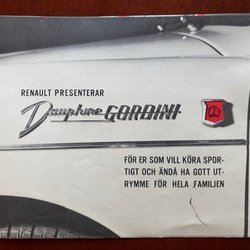 RENAULT PRESENTERAR
Dauphine GORDINI
FÖR ER SOM VILL KÖRA SPOR-
TIGT OCH ÄNDÅ HA GOTT UT-
RYMME FÖR HELA FAMILJEN